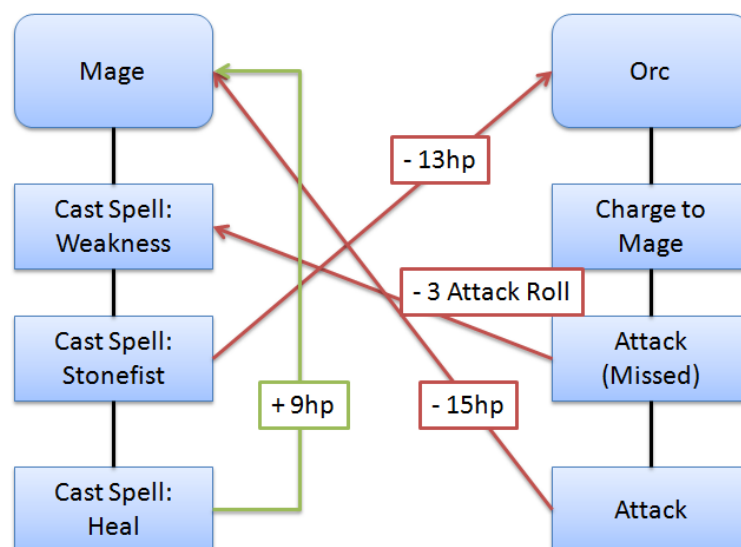 Mage
Orc
- 13hp
Cast Spell:
Weakness
Charge to
Mage
- 3 Attack Roll
Cast Spell:
Stonefist
Attack
(Missed)
+ 9hp
- 15hp
Cast Spell:
Heal
Attack